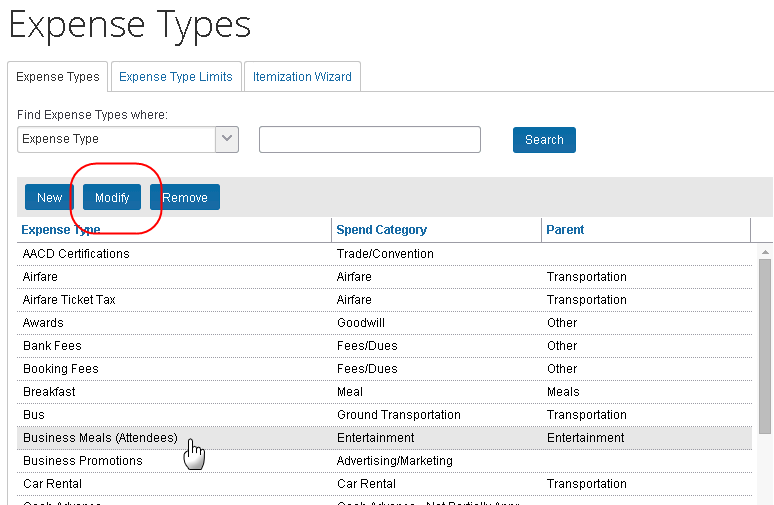 Expense Types
Expense Types Expense Type Limits Itemization Wizard
Find Expense Types where:
Expense Type Search
New Modify Remove
Expense Type Spend Category Parent
AACD Certifications Trade/Convention
Airfare Airfare Transportation
Airfare Ticket Tax Airfare Transportation
Awards Goodwill Other
Bank Fees Fees/Dues Other
Booking Fees Fees/Dues Other
Breakfast Meal Meals
Bus Ground Transportation Transportation
Business Meals (Attendees) Entertainment Entertainment
Business Promotions Advertising/Marketing
Car Rental Car Rental Transportation